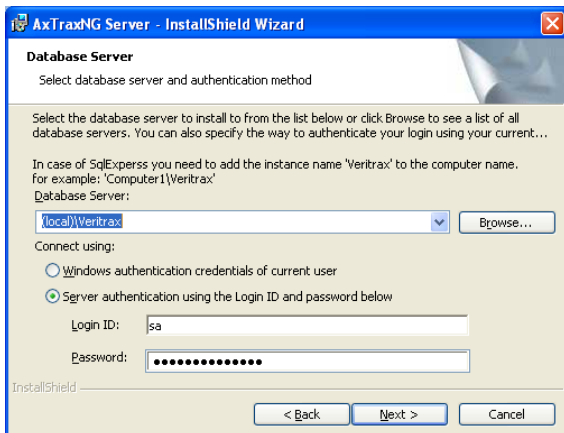 AxTraxNG Server - InstallShield Wizard
Database Server
Select database server and authentication method
Select the database server to install to from the list below or click Browse to see a list of all
database servers. You can also specify the way to authenticate your login using your current...
In case of SqlExperss you need to add the instance name 'Veritrax' to the computer name.
for example: 'Computer1\Veritrax'
Database Server:
(local)\Veritrax
Browse...
Connect using:
Windows authentication credentials of current user
Server authentication using the Login ID and password below
Login ID:
sa
Password:
••••••••••••••
InstallShield
< Back
Next >
Cancel